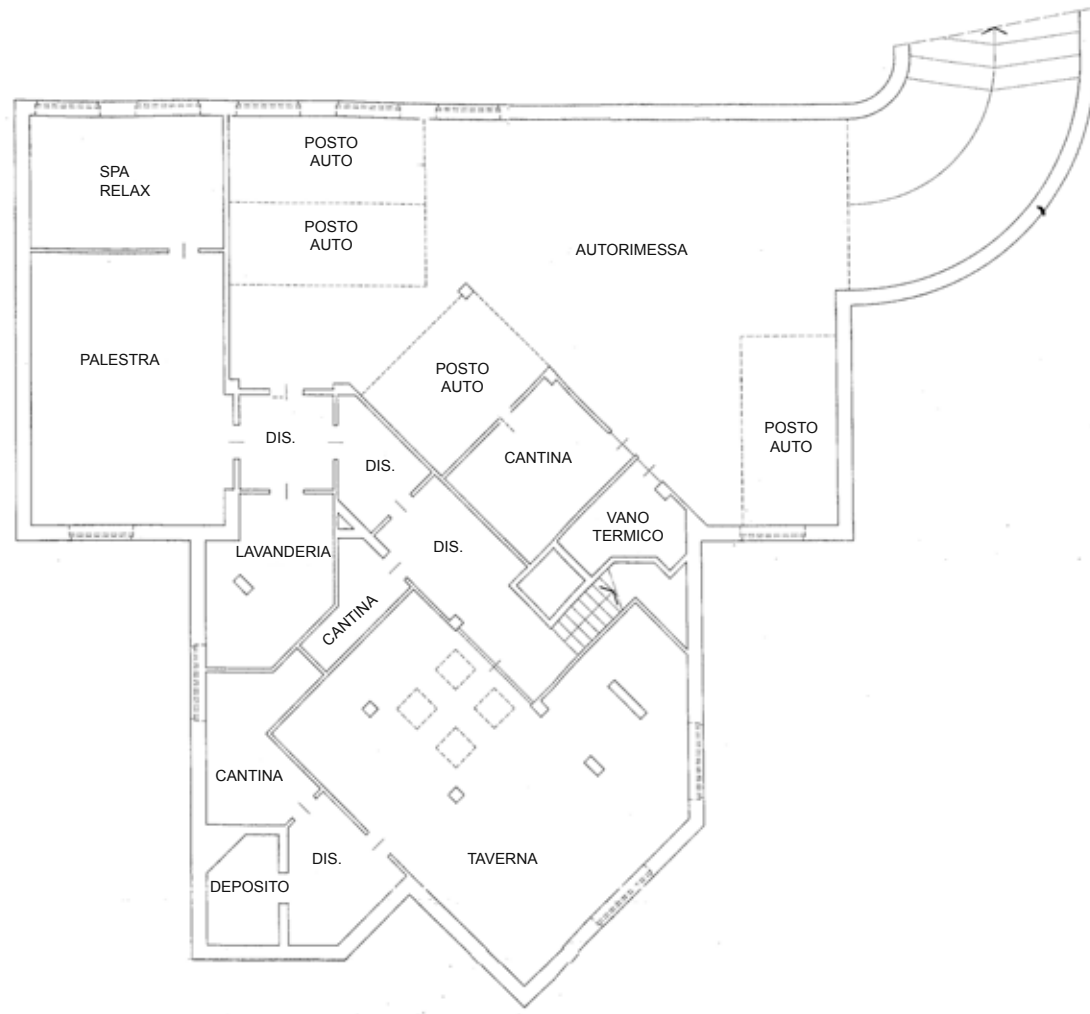 POSTO
AUTO
SPA
RELAX
POSTO
AUTO
AUTORIMESSA
PALESTRA
POSTO
AUTO
POSTO
AUTO
DIS.
DIS.
CANTINA
VANO
TERMICO
DIS.
LAVANDERIA
CANTINA
CANTINA
DIS.
TAVERNA
DEPOSITO